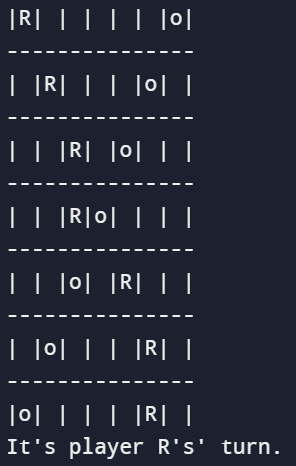 |R| | | | | |o|
---------------
| |R| | | |o| |
---------------
| | |R| |o| | |
---------------
| | |R|o| | | |
---------------
| | |o| |R| | |
---------------
| |o| | | |R| |
---------------
|o| | | | |R| |
It's player R's' turn.